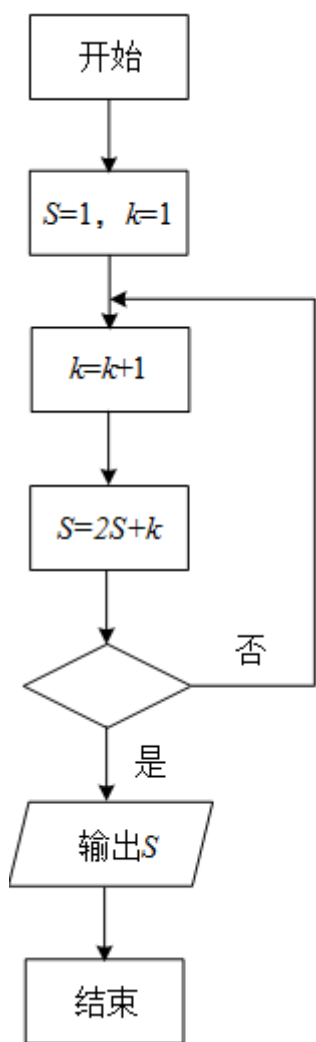 开始
S=1，k=1
k=k+1
S=2S+k
否
是
输出S
结束